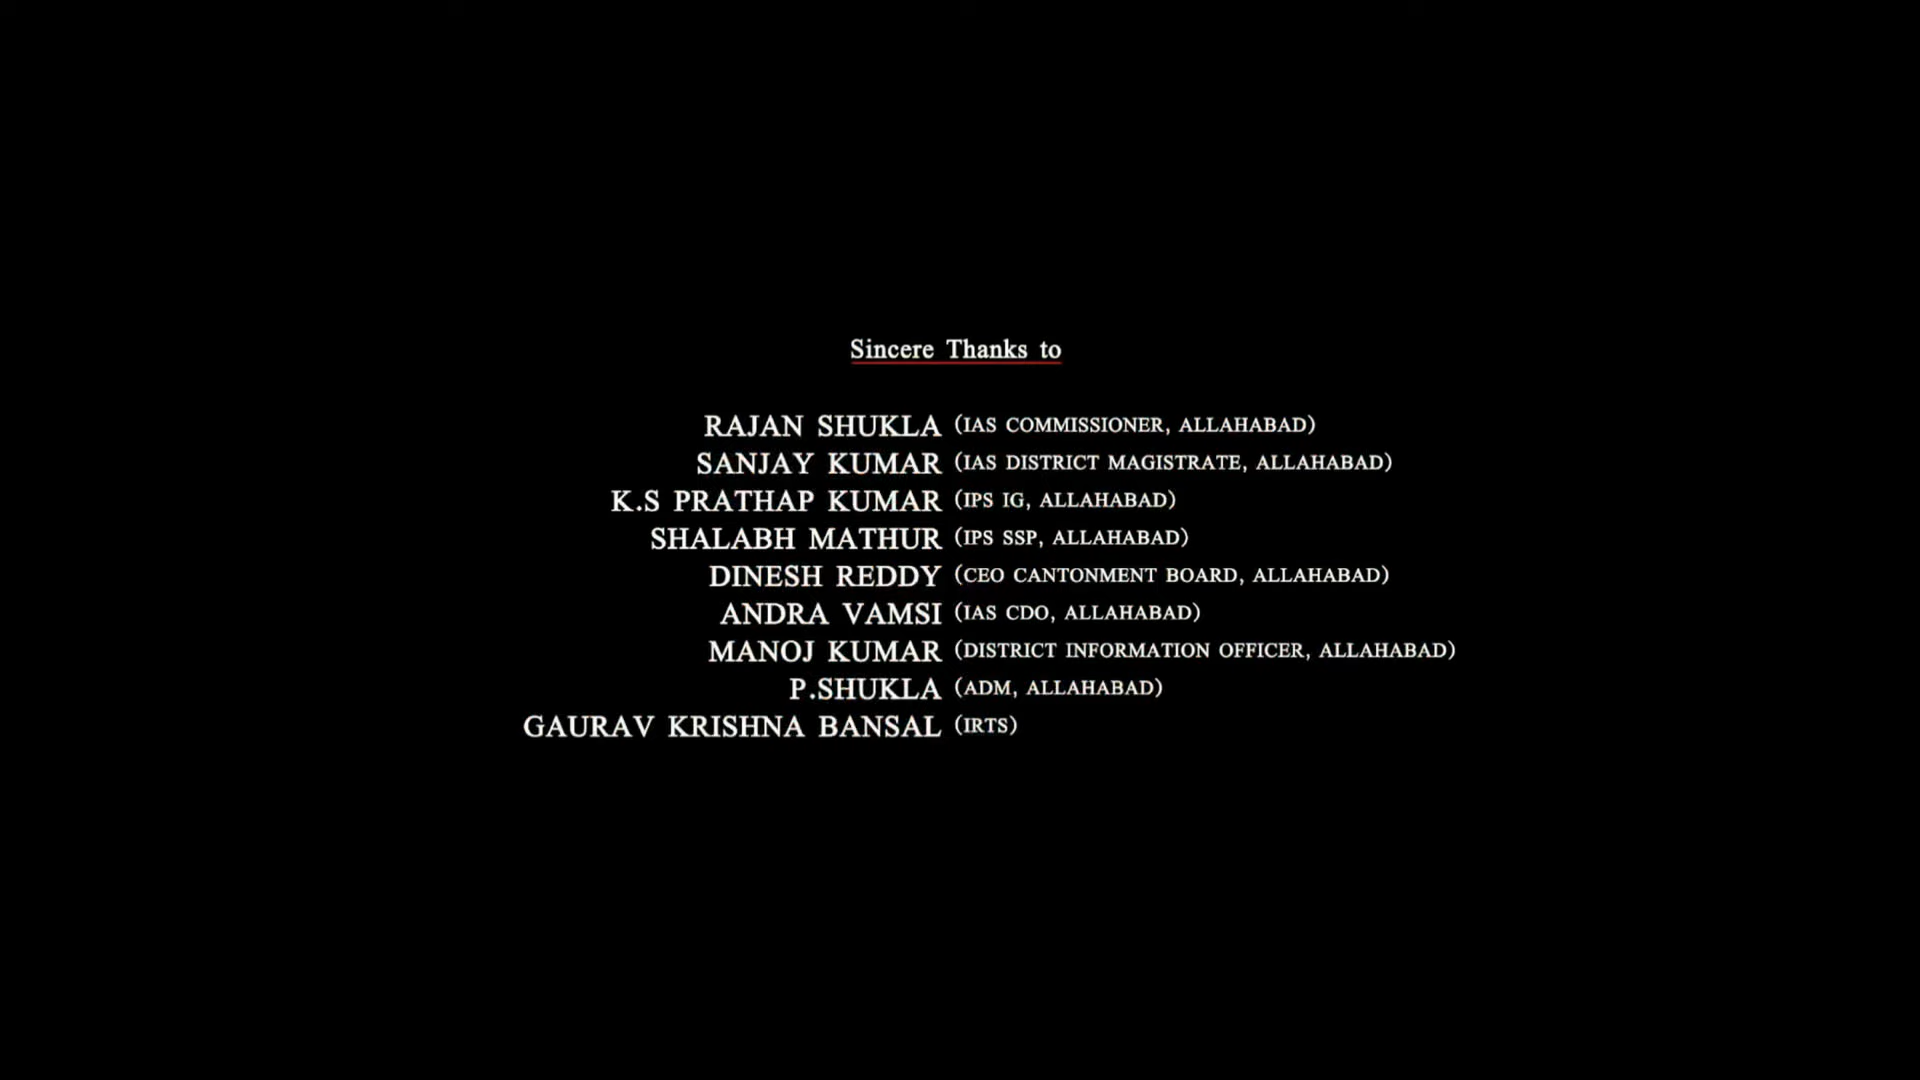 Sincere Thanks to
RAJAN SHUKLA (IAS COMMISSIONER, ALLAHABAD)
SANJAY KUMAR (IAS DISTRICT MAGISTRATE, ALLAHABAD)
K.S PRATHAP KUMAR (IPS IG, ALLAHABAD)
SHALABH MATHUR (IPS SSP, ALLAHABAD)
DINESH REDDY (CEO CANTONMENT BOARD, ALLAHABAD)
ANDRA VAMSI (IAS CDO, ALLAHABAD)
MANOJ KUMAR (DISTRICT INFORMATION OFFICER, ALLAHABAD)
P.SHUKLA (ADM, ALLAHABAD)
GAURAV KRISHNA BANSAL (IRTS)